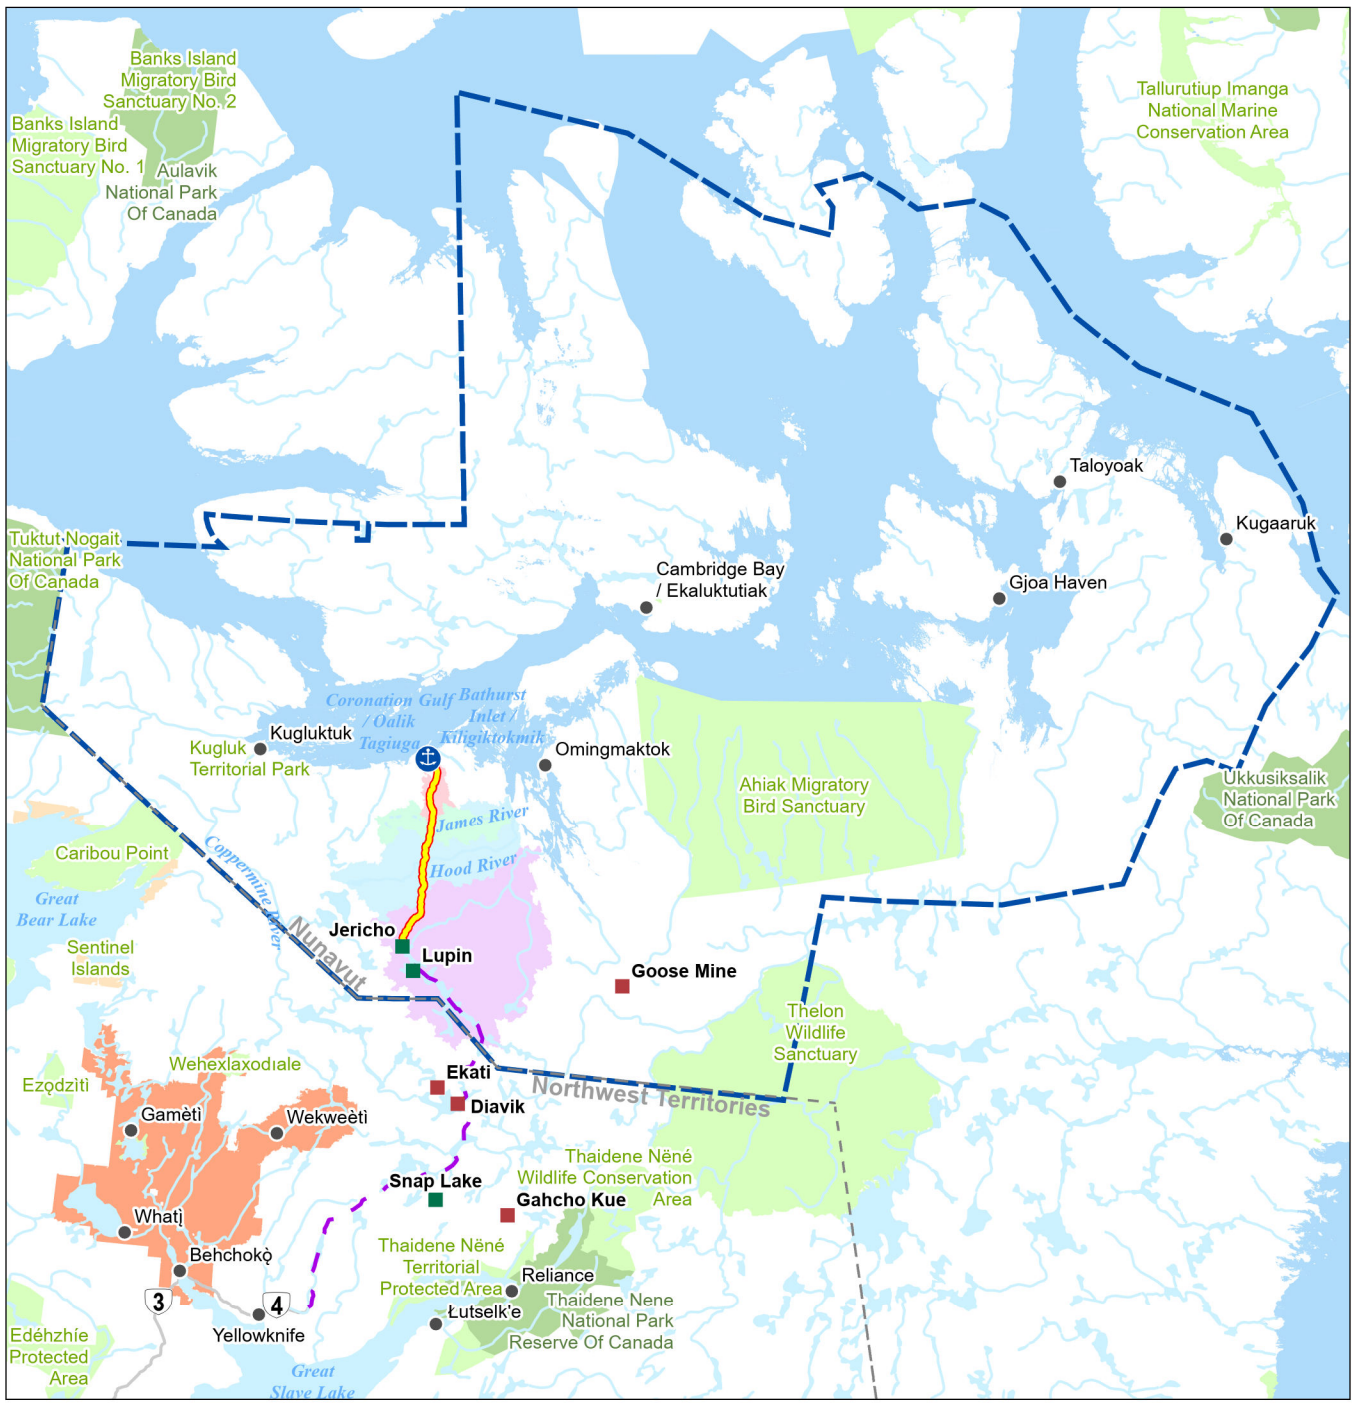 Banks Island
Migratory Bird
Sanctuary No. 2
Banks Island
Migratory Bird
Sanctuary No. 1
Aulavik
National Park
Of Canada
Tallurutiup Imanga
National Marine
Conservation Area
Taloyoak
Kugaaruk
Tuktut Nogait
National Park
Of Canada
Cambridge Bay
/ Ekaluktutiak
Gjoa Haven
Coronation Gulf
/ Oalik
Tagiuga
Bathurst
Inlet /
Kiligiktokmik
Kugluktuk
Kugluk
Territorial Park
Omingmaktok
Ahiak Migratory
Bird Sanctuary
Ukkusiksalik
National Park
Of Canada
James River
Hood River
Caribou Point
Coppermine River
Great
Bear Lake
Sentinel
Islands
Nunavut
Jericho
Lupin
Goose Mine
Thelon
Wildlife
Sanctuary
Wehexlaxodıale
Ezǫdzìtì
Ekati
Diavik
Northwest Territories
Gamètì
Wekweètì
Snap Lake
Gahcho Kue
Thaidene Nëné
Wildlife Conservation
Area
Whatį̀
Behchokǫ̀
Thaidene Nëné
Territorial
Protected Area
Reliance
Łutselk'e
Thaidene Nene
National Park
Reserve Of Canada
3
4
Yellowknife
Edéhzhíe
Protected
Area
Great
Slave Lake